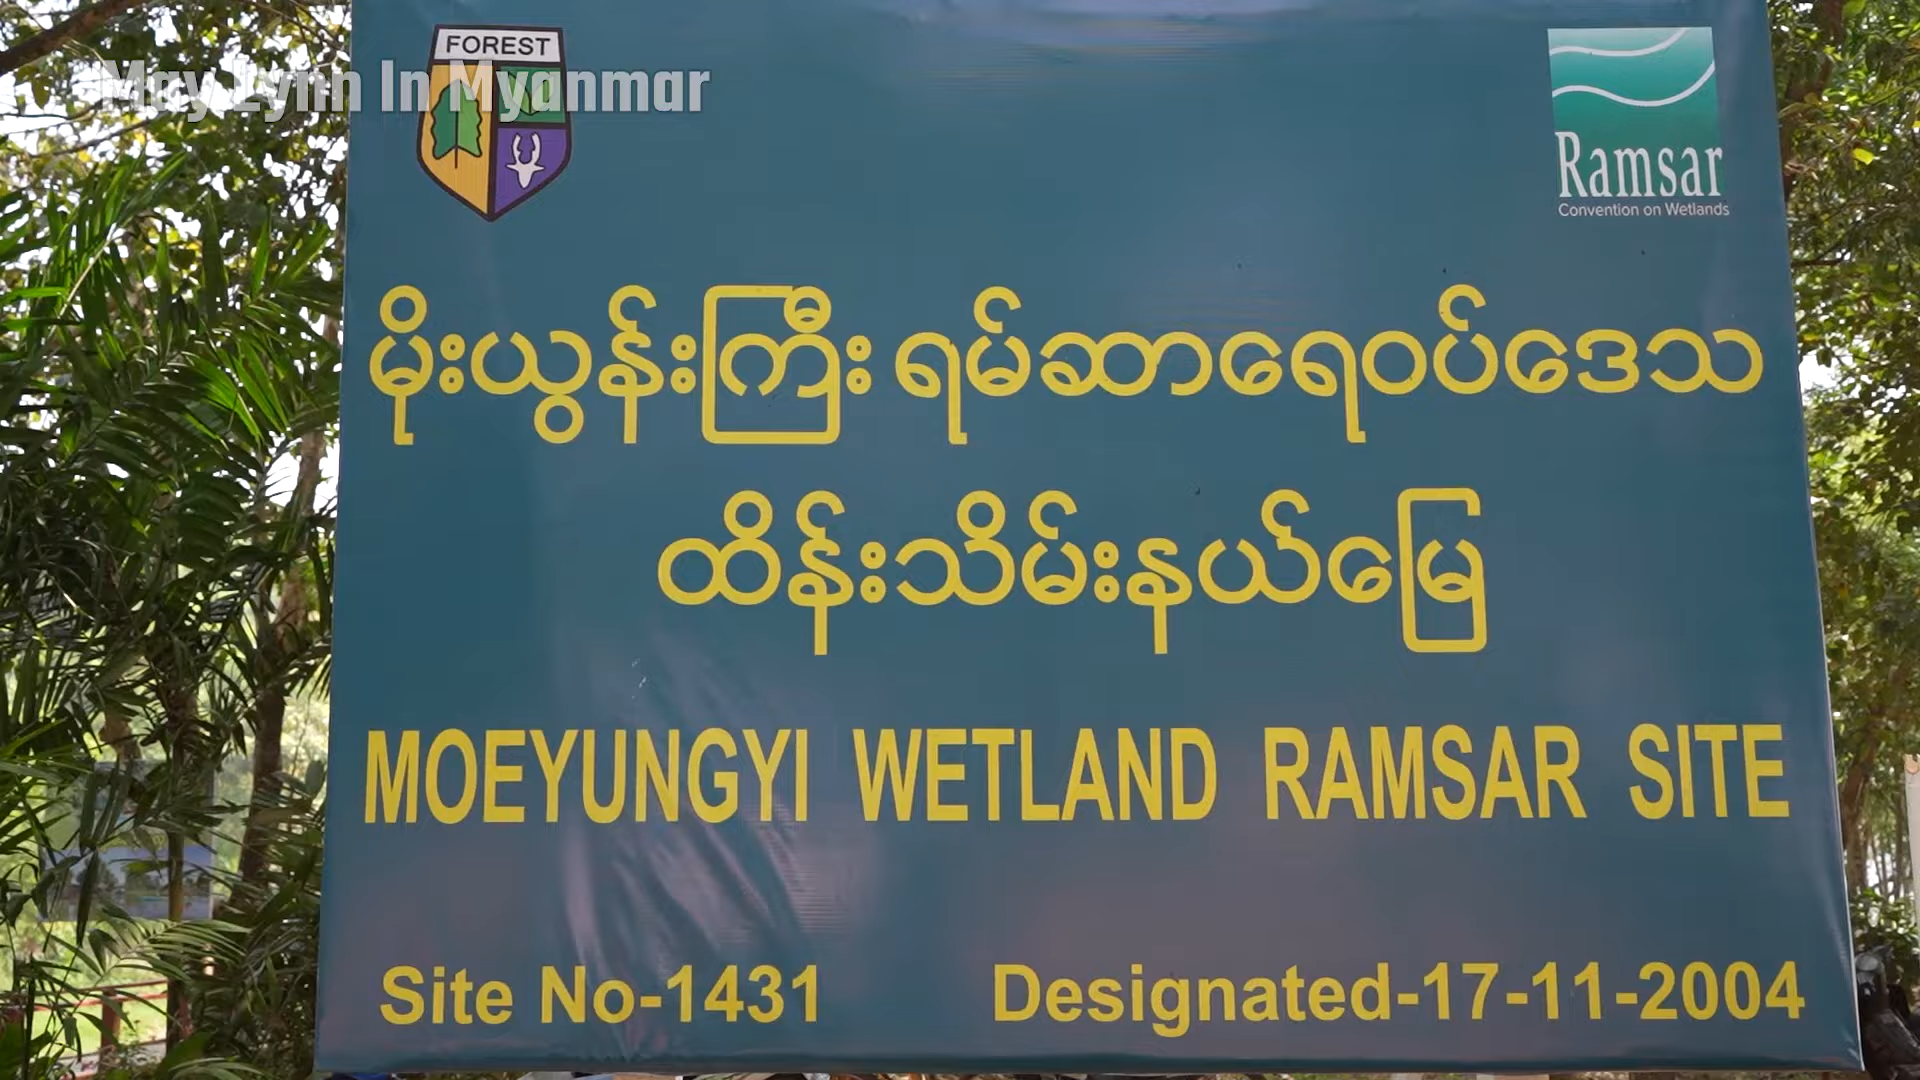 FOREST
May Lynn In Myanmar
Ramsar
Convention on Wetlands
မိုးယွန်းကြီး ရမ်ဆာရေဝပ်ဒေသ
ထိန်းသိမ်းနယ်မြေ
MOEYUNGYI WETLAND RAMSAR SITE
Site No-1431 Designated-17-11-2004